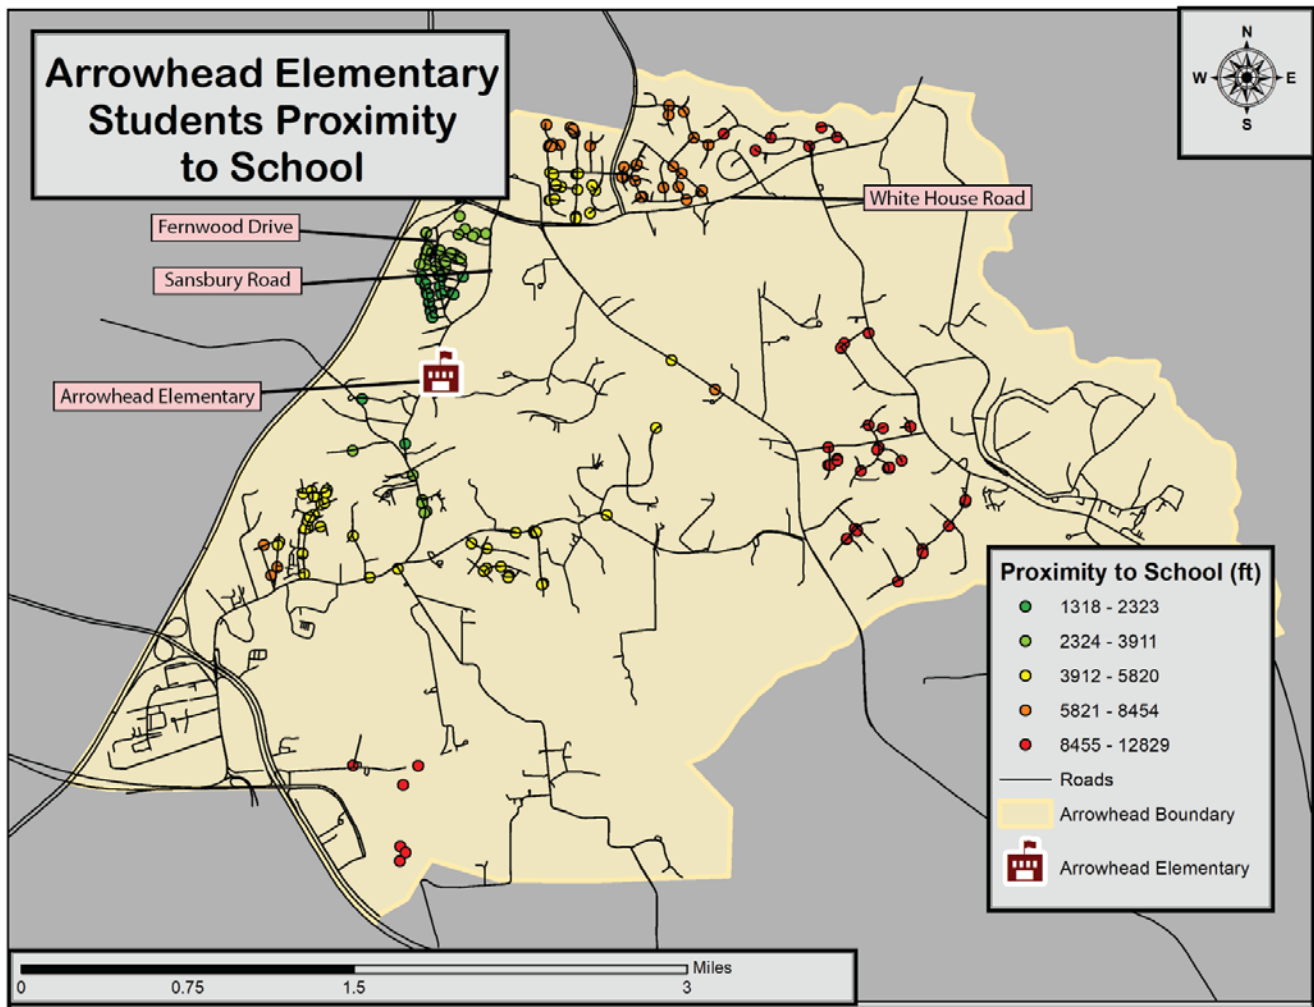 Arrowhead Elementary
Students Proximity
to School
N
W
E
S
Fernwood Drive
White House Road
Sansbury Road
Arrowhead Elementary
Proximity to School (ft)
1318 - 2323
2324 - 3911
3912 - 5820
5821 - 8454
8455 - 12829
Roads
Arrowhead Boundary
Arrowhead Elementary
Miles
0
0.75
1.5
3